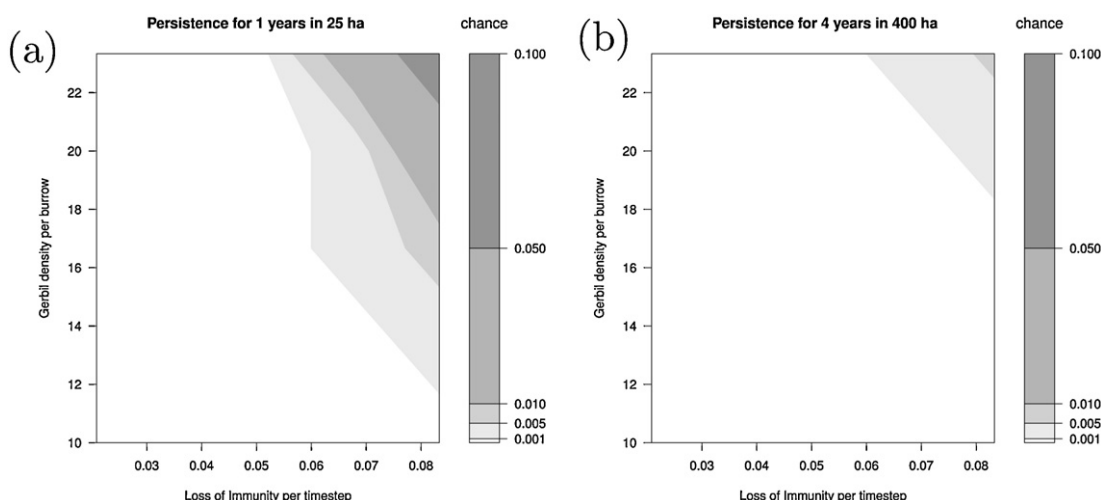 (a)
Persistence for 1 years in 25 ha
chance
Gerbil density per burrow
22
20
18
16
14
12
10
0.03 0.04 0.05 0.06 0.07 0.08
Loss of Immunity per timestep
0.100
0.050
0.010
0.005
0.001
(b)
Persistence for 4 years in 400 ha
chance
Gerbil density per burrow
22
20
18
16
14
12
10
0.03 0.04 0.05 0.06 0.07 0.08
Loss of Immunity per timestep
0.100
0.050
0.010
0.005
0.001